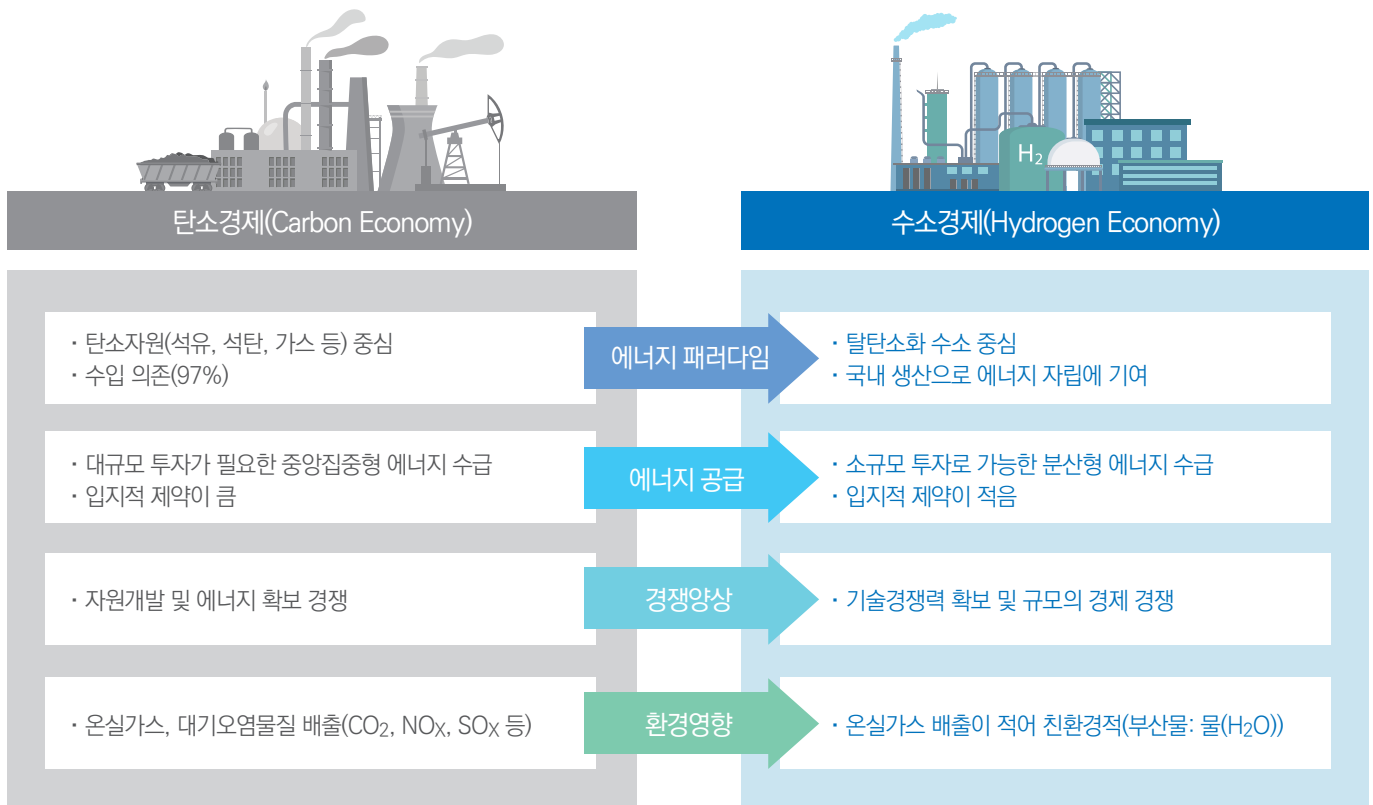 H₂
탄소경제(Carbon Economy)
수소경제(Hydrogen Economy)
· 탄소자원(석유, 석탄, 가스 등) 중심
· 수입 의존(97%)
에너지 패러다임
· 탈탄소화 수소 중심
· 국내 생산으로 에너지 자립에 기여
· 대규모 투자가 필요한 중앙집중형 에너지 수급
· 입지적 제약이 큼
에너지 공급
· 소규모 투자로 가능한 분산형 에너지 수급
· 입지적 제약이 적음
· 자원개발 및 에너지 확보 경쟁
경쟁양상
· 기술경쟁력 확보 및 규모의 경제 경쟁
· 온실가스, 대기오염물질 배출(CO₂, NOX, SOX 등)
환경영향
· 온실가스 배출이 적어 친환경적(부산물: 물(H₂O))